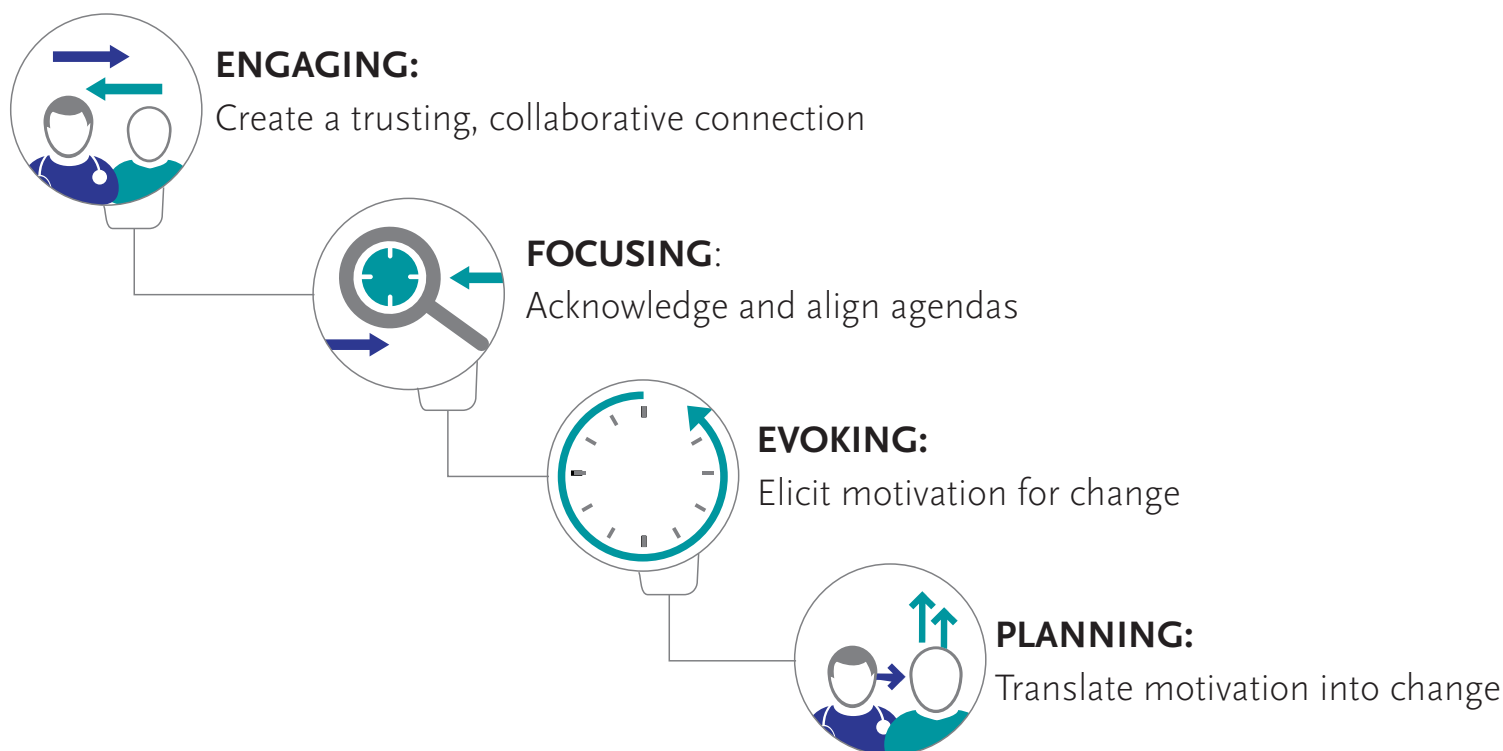 ENGAGING:
Create a trusting, collaborative connection
FOCUSING:
Acknowledge and align agendas
EVOKING:
Elicit motivation for change
PLANNING:
Translate motivation into change